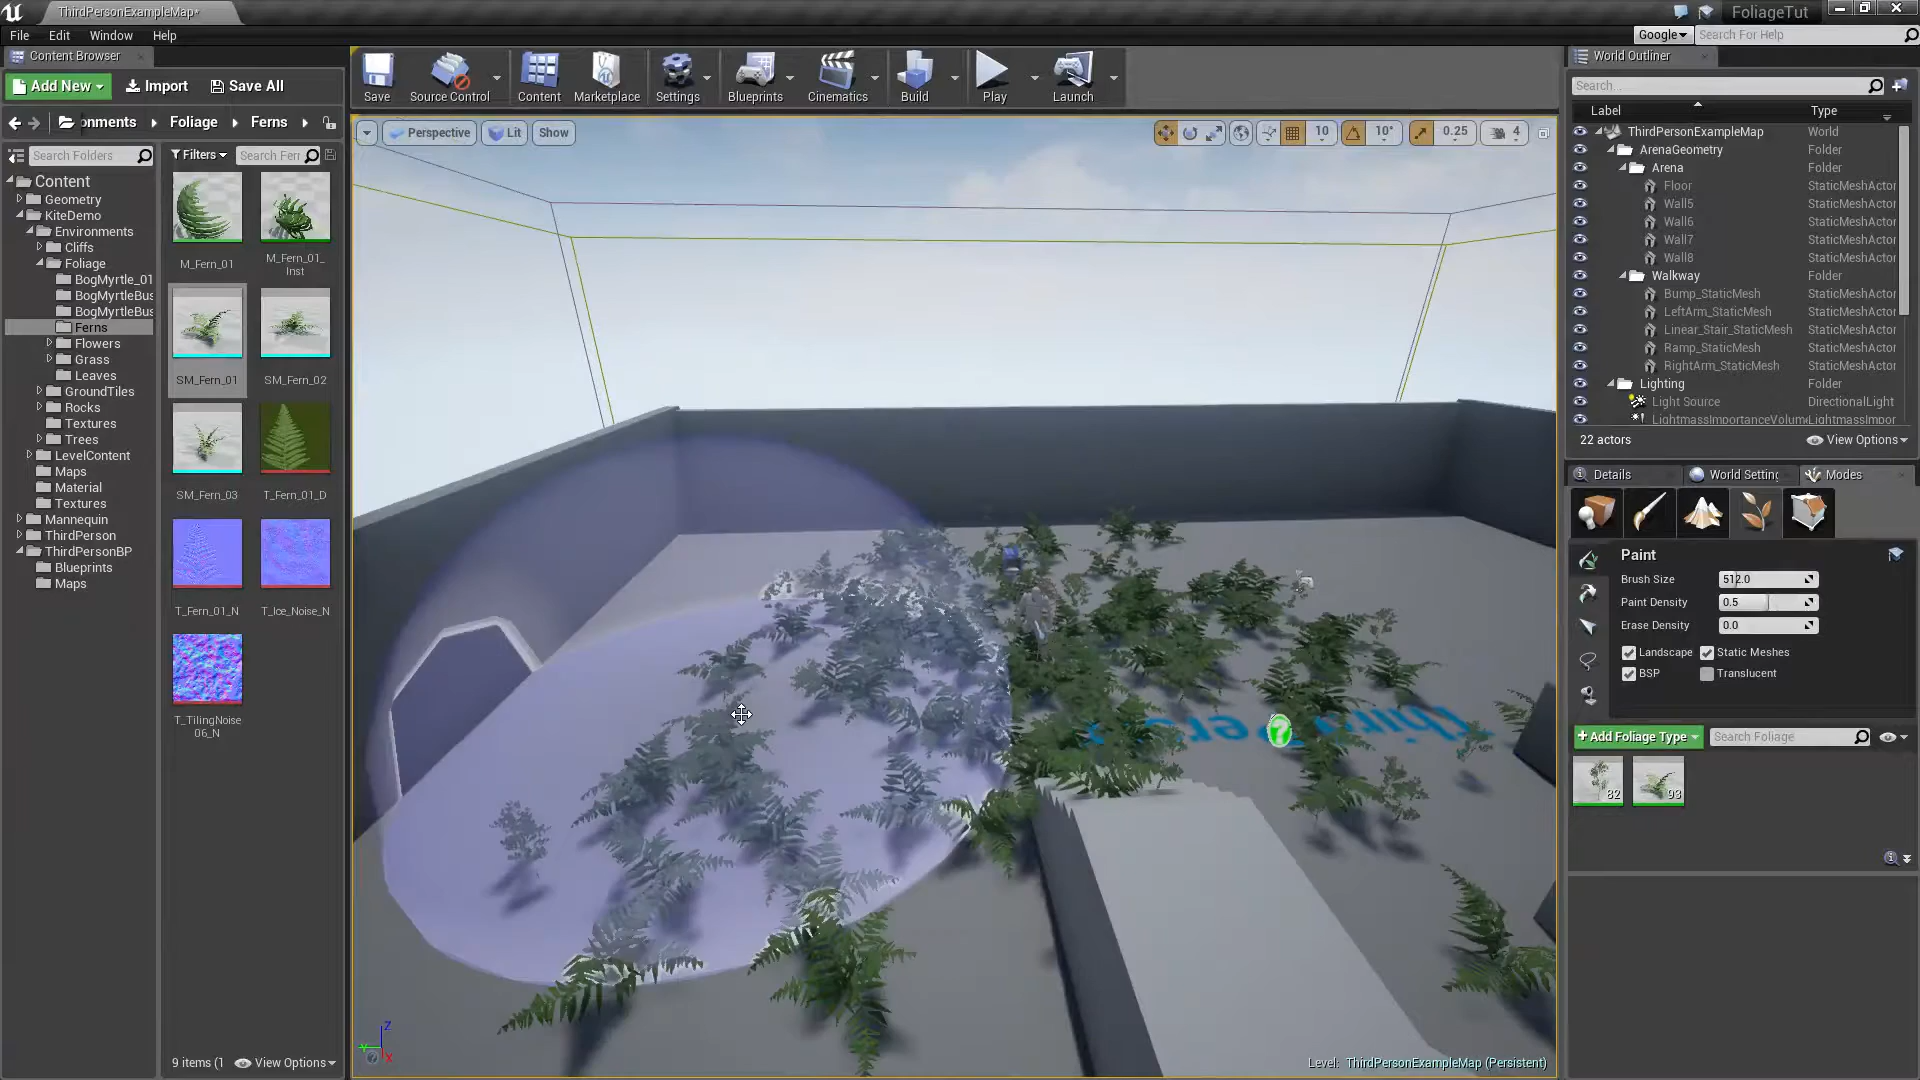 ThirdPersonExampleMap*
FoliageTut
File Edit Window Help
Google
Search For Help
Content Browser
World Outliner
Add New
Import
Save All
Save
Source Control
Content
Marketplace
Settings
Blueprints
Cinematics
Build
Play
Launch
Search...
Label
Type
onments Foliage Ferns
Search Folders
Filters
Search Fern
Perspective
Lit
Show
10
10°
0.25
4
Content
Geometry
KiteDemo
Environments
Cliffs
Foliage
BogMyrtle_01
BogMyrtleBus
BogMyrtleBus
Ferns
Flowers
Grass
Leaves
GroundTiles
Rocks
Textures
Trees
LevelContent
Maps
Material
Textures
Mannequin
ThirdPerson
ThirdPersonBP
Blueprints
Maps
M_Fern_01
M_Fern_01_
Inst
SM_Fern_01
SM_Fern_02
SM_Fern_03
T_Fern_01_D
T_Fern_01_N
T_Ice_Noise_N
T_TilingNoise
06_N
9 items (1
View Options
ThirdPersonExampleMap World
ArenaGeometry Folder
Arena Folder
Floor StaticMeshActor
Wall5 StaticMeshActor
Wall6 StaticMeshActor
Wall7 StaticMeshActor
Wall8 StaticMeshActor
Walkway Folder
Bump_StaticMesh StaticMeshActor
LeftArm_StaticMesh StaticMeshActor
Linear_Stair_StaticMesh StaticMeshActor
Ramp_StaticMesh StaticMeshActor
RightArm_StaticMesh StaticMeshActor
Lighting Folder
Light Source DirectionalLight
LightmassImportanceVolume LightmassImpor
22 actors
View Options
Details
World Setting
Modes
Paint
Brush Size 512.0
Paint Density 0.5
Erase Density 0.0
Landscape Static Meshes
BSP Translucent
+Add Foliage Type
Search Foliage
82
93
Z
Y
X
Level: ThirdPersonExampleMap (Persistent)